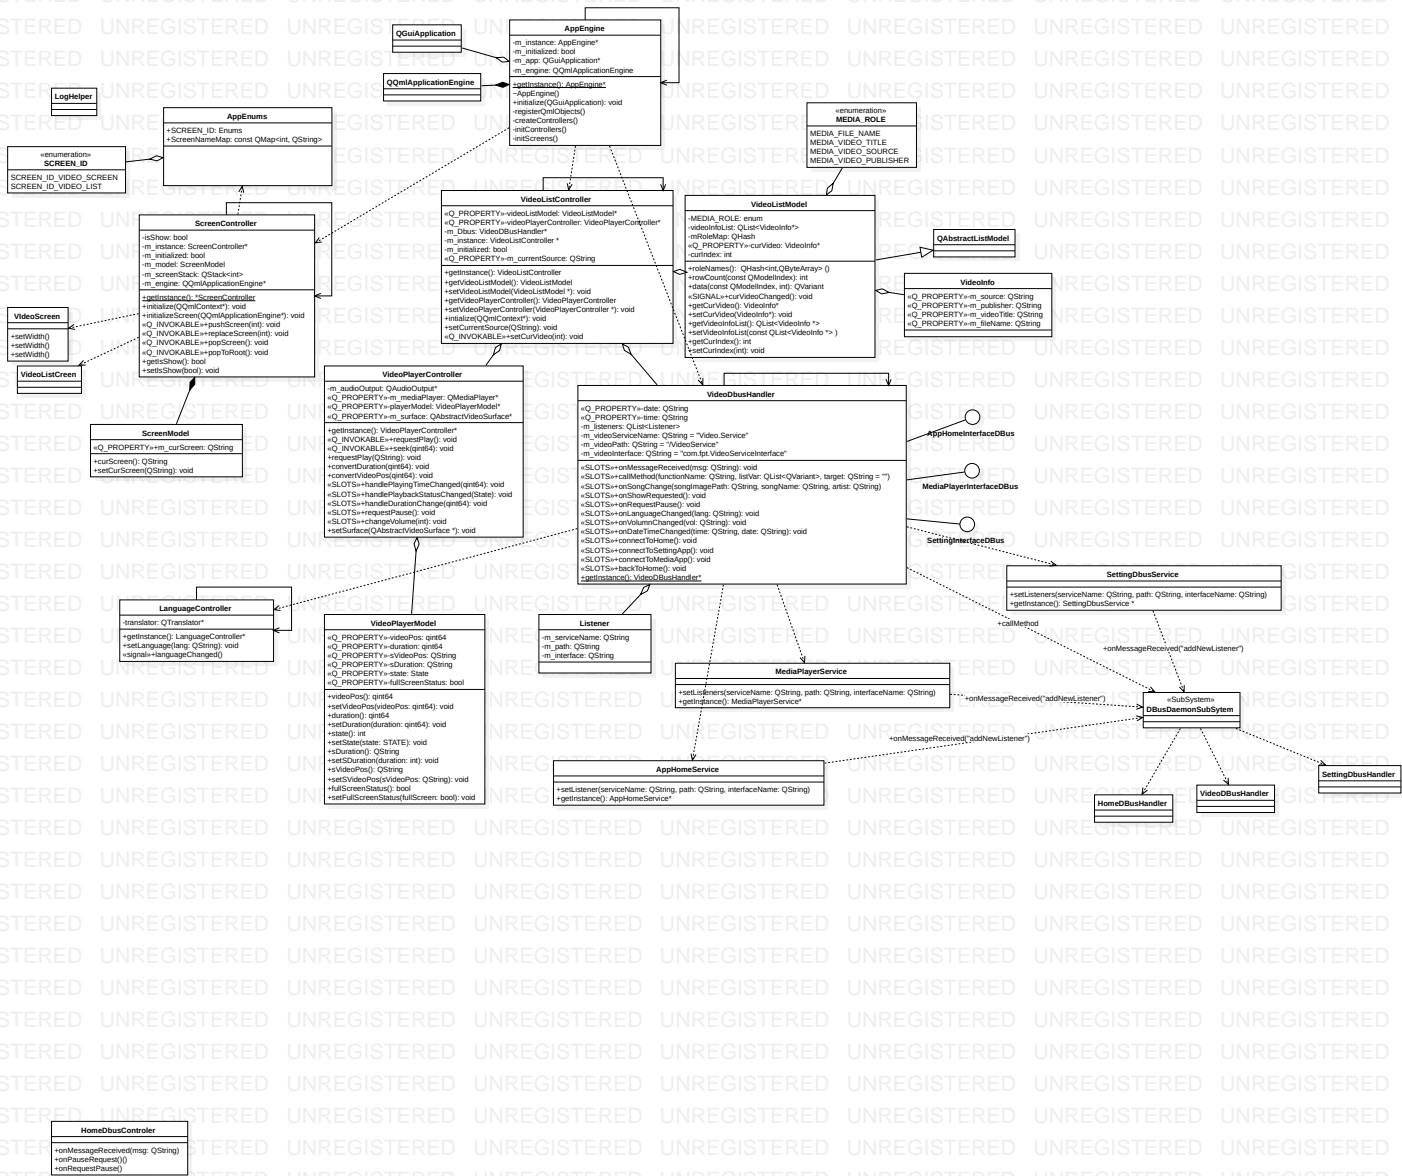 AppEngine
-m_instance: AppEngine*
-m_initialized: bool
-m_app: QGuiApplication*
-m_engine: QQmlApplicationEngine
+getInstance(): AppEngine*
~AppEngine()
+initialize(QGuiApplication): void
-registerQmlObjects()
-createControllers()
-initControllers()
-initScreens()
QGuiApplication
QQmlApplicationEngine
LogHelper
AppEnums
+SCREEN_ID: Enums
+ScreenNameMap: const QMap<int, QString>
«enumeration»
SCREEN_ID
SCREEN_ID_VIDEO_SCREEN
SCREEN_ID_VIDEO_LIST
«enumeration»
MEDIA_ROLE
MEDIA_FILE_NAME
MEDIA_VIDEO_TITLE
MEDIA_VIDEO_SOURCE
MEDIA_VIDEO_PUBLISHER
ScreenController
-isShow: bool
-m_instance: ScreenController*
-m_initialized: bool
-m_model: ScreenModel
-m_screenStack: QStack<int>
-m_engine: QQmlApplicationEngine*
+getInstance(): *ScreenController
+initialize(QQmlContext*): void
+initializeScreen(QQmlApplicationEngine*): void
«Q_INVOKABLE»+pushScreen(int): void
«Q_INVOKABLE»+replaceScreen(int): void
«Q_INVOKABLE»+popScreen(): void
«Q_INVOKABLE»+popToRoot(): void
+getIsShow(): bool
+setIsShow(bool): void
VideoListController
«Q_PROPERTY»-videoListModel: VideoListModel*
«Q_PROPERTY»-videoPlayerController: VideoPlayerController*
-m_Dbus: VideoDBusHandler*
-m_instance: VideoListController *
-m_initialized: bool
«Q_PROPERTY»-m_currentSource: QString
+getInstance(): VideoListController
+getVideoListModel(): VideoListModel
+setVideoListModel(VideoListModel *): void
+getVideoPlayerController(): VideoPlayerController
+setVideoPlayerController(VideoPlayerController *): void
+intialize(QQmlContext*): void
+setCurrentSource(QString): void
«Q_INVOKABLE»+setCurVideo(int): void
VideoListModel
-MEDIA_ROLE: enum
-videoInfoList: QList<VideoInfo*>
-mRoleMap: QHash
«Q_PROPERTY»-curVideo: VideoInfo*
-curIndex: int
+roleNames(): QHash<int,QByteArray> ()
+rowCount(const QModelIndex): int
+data(const QModelIndex, int): QVariant
«SIGNAL»+curVideoChanged(): void
+getCurVideo(): VideoInfo*
+setCurVideo(VideoInfo*): void
+getVideoInfoList(): QList<VideoInfo *>
+setVideoInfoList(const QList<VideoInfo *> )
+getCurIndex(): int
+setCurIndex(int): void
QAbstractListModel
VideoInfo
«Q_PROPERTY»-m_source: QString
«Q_PROPERTY»-m_publisher: QString
«Q_PROPERTY»-m_videoTitle: QString
«Q_PROPERTY»-m_fileName: QString
VideoScreen
+setWidth()
+setWidth()
+setWidth()
VideoListCreen
ScreenModel
«Q_PROPERTY»+m_curScreen: QString
+curScreen(): QString
+setCurScreen(QString): void
VideoPlayerController
-m_audioOutput: QAudioOutput*
«Q_PROPERTY»-m_mediaPlayer: QMediaPlayer*
«Q_PROPERTY»-playerModel: VideoPlayerModel*
«Q_PROPERTY»-m_surface: QAbstractVideoSurface*
+getInstance(): VideoPlayerController*
«Q_INVOKABLE»+requestPlay(): void
«Q_INVOKABLE»+seek(qint64): void
+requestPlay(QString): void
+convertDuration(qint64): void
+convertVideoPos(qint64): void
«SLOTS»+handlePlayingTimeChanged(qint64): void
«SLOTS»+handlePlaybackStatusChanged(State): void
«SLOTS»+handleDurationChange(qint64): void
«SLOTS»+requestPause(): void
«SLOTS»+changeVolume(int): void
+setSurface(QAbstractVideoSurface *): void
VideoDbusHandler
«Q_PROPERTY»-date: QString
«Q_PROPERTY»-time: QString
-m_listeners: QList<Listener>
-m_videoServiceName: QString = "Video.Service"
-m_videoPath: QString = "/VideoService"
-m_videoInterface: QString = "com.fpt.VideoServiceInterface"
«SLOTS»+onMessageReceived(msg: QString): void
«SLOTS»+callMethod(functionName: QString, listVar: QList<QVariant>, target: QString = "")
«SLOTS»+onSongChange(songImagePath: QString, songName: QString, artist: QString)
«SLOTS»+onShowRequested(): void
«SLOTS»+onRequestPause(): void
«SLOTS»+onLanguageChanged(lang: QString): void
«SLOTS»+onVolumnChanged(vol: QString): void
«SLOTS»+onDateTimeChanged(time: QString, date: QString): void
«SLOTS»+connectToHome(): void
«SLOTS»+connectToSettingApp(): void
«SLOTS»+connectToMediaApp(): void
«SLOTS»+backToHome(): void
+getInstance(): VideoDBusHandler*
AppHomeInterfaceDBus
MediaPlayerInterfaceDBus
SettingInterfaceDBus
SettingDbusService
+setListeners(serviceName: QString, path: QString, interfaceName: QString)
+getInstance(): SettingDbusService *
LanguageController
-translator: QTranslator*
+getInstance(): LanguageController*
+setLanguage(lang: QString): void
«signal»+languageChanged()
VideoPlayerModel
«Q_PROPERTY»-videoPos: qint64
«Q_PROPERTY»-duration: qint64
«Q_PROPERTY»-sVideoPos: QString
«Q_PROPERTY»-sDuration: QString
«Q_PROPERTY»-state: State
«Q_PROPERTY»-fullScreenStatus: bool
+videoPos(): qint64
+setVideoPos(videoPos: qint64): void
+duration(): qint64
+setDuration(duration: qint64): void
+state(): int
+setState(state: STATE): void
+sDuration(): QString
+setSDuration(duration: int): void
+sVideoPos(): QString
+setSVideoPos(sVideoPos: QString): void
+fullScreenStatus(): bool
+setFullScreenStatus(fullScreen: bool): void
Listener
-m_serviceName: QString
-m_path: QString
-m_interface: QString
+callMethod
+onMessageReceived("addNewListener")
MediaPlayerService
+setListeners(serviceName: QString, path: QString, interfaceName: QString)
+getInstance(): MediaPlayerService*
+onMessageReceived("addNewListener")
«SubSystem»
DBusDaemonSubSytem
+onMessageReceived("addNewListener")
AppHomeService
+setListener(serviceName: QString, path: QString, interfaceName: QString)
+getInstance(): AppHomeService*
SettingDbusHandler
VideoDBusHandler
HomeDBusHandler
HomeDbusControler
+onMessageReceived(msg: QString)
+onPauseRequest()()
+onRequestPause()